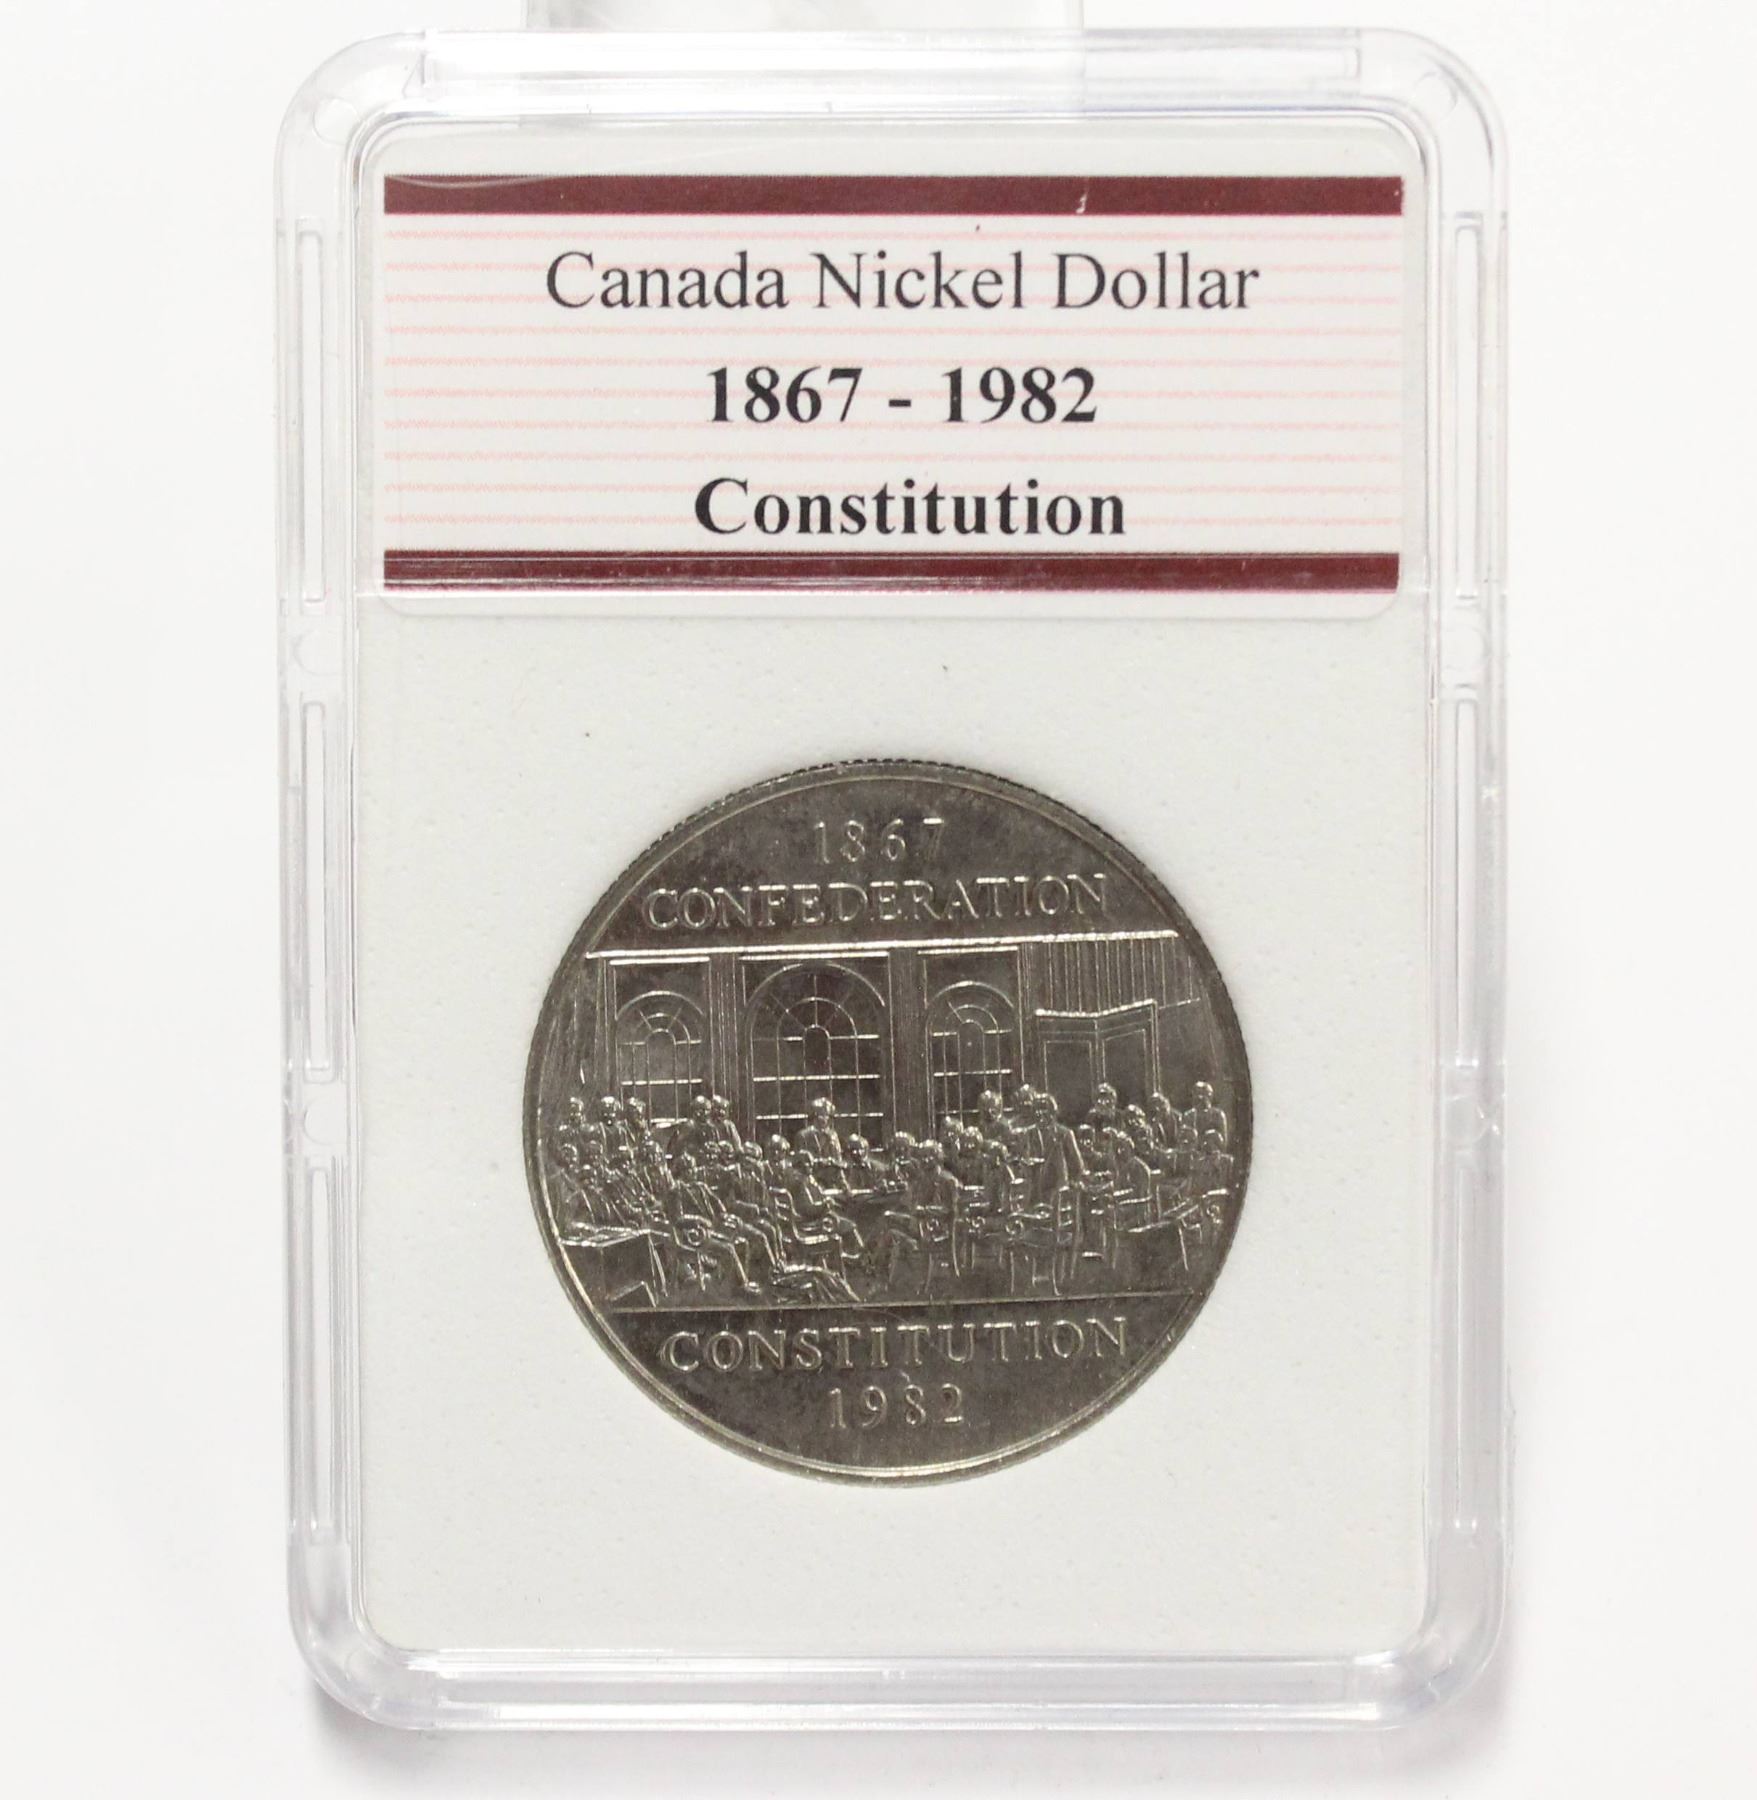 Canada Nickel Dollar
1867 - 1982
Constitution
1867
CONFEDERATION
CONSTITUTION
1982